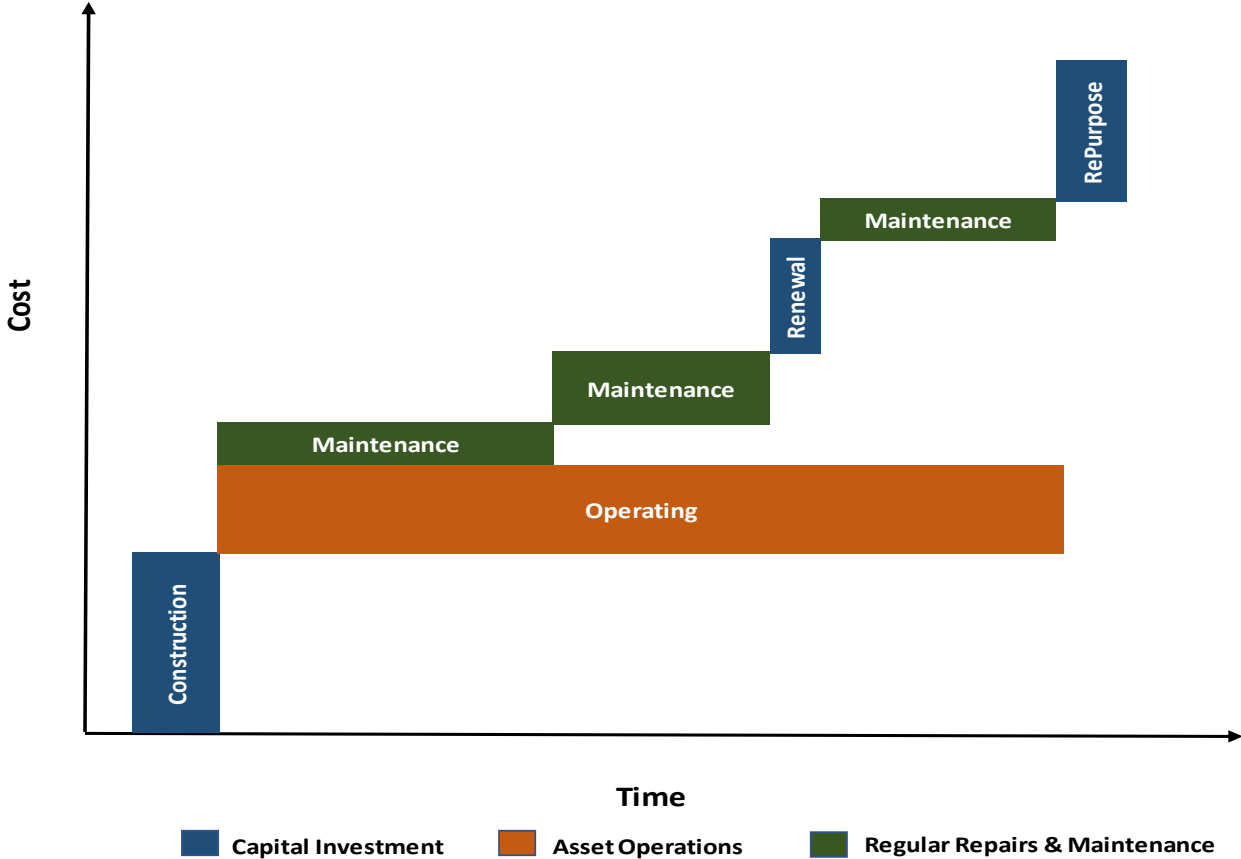 RePurpose
Maintenance
Renewal
Cost
Maintenance
Maintenance
Operating
Construction
Time
Capital Investment
Asset Operations
Regular Repairs & Maintenance